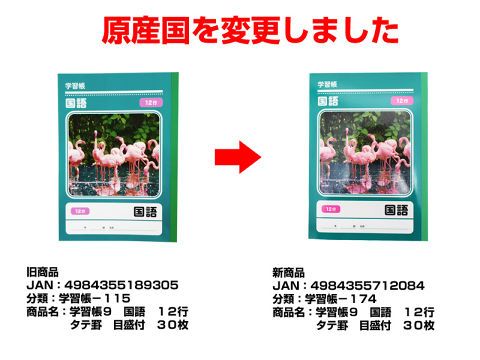 原産国を変更しました
学習帳
国語
12行
12行
国語
学習帳
国語
12行
12行
国語
旧商品
JAN：4984355189305
分類：学習帳－115
商品名：学習帳9　国語　12行
タテ罫　目盛付　30枚
新商品
JAN：4984355712084
分類：学習帳－174
商品名：学習帳9　国語　12行
タテ罫　目盛付　30枚